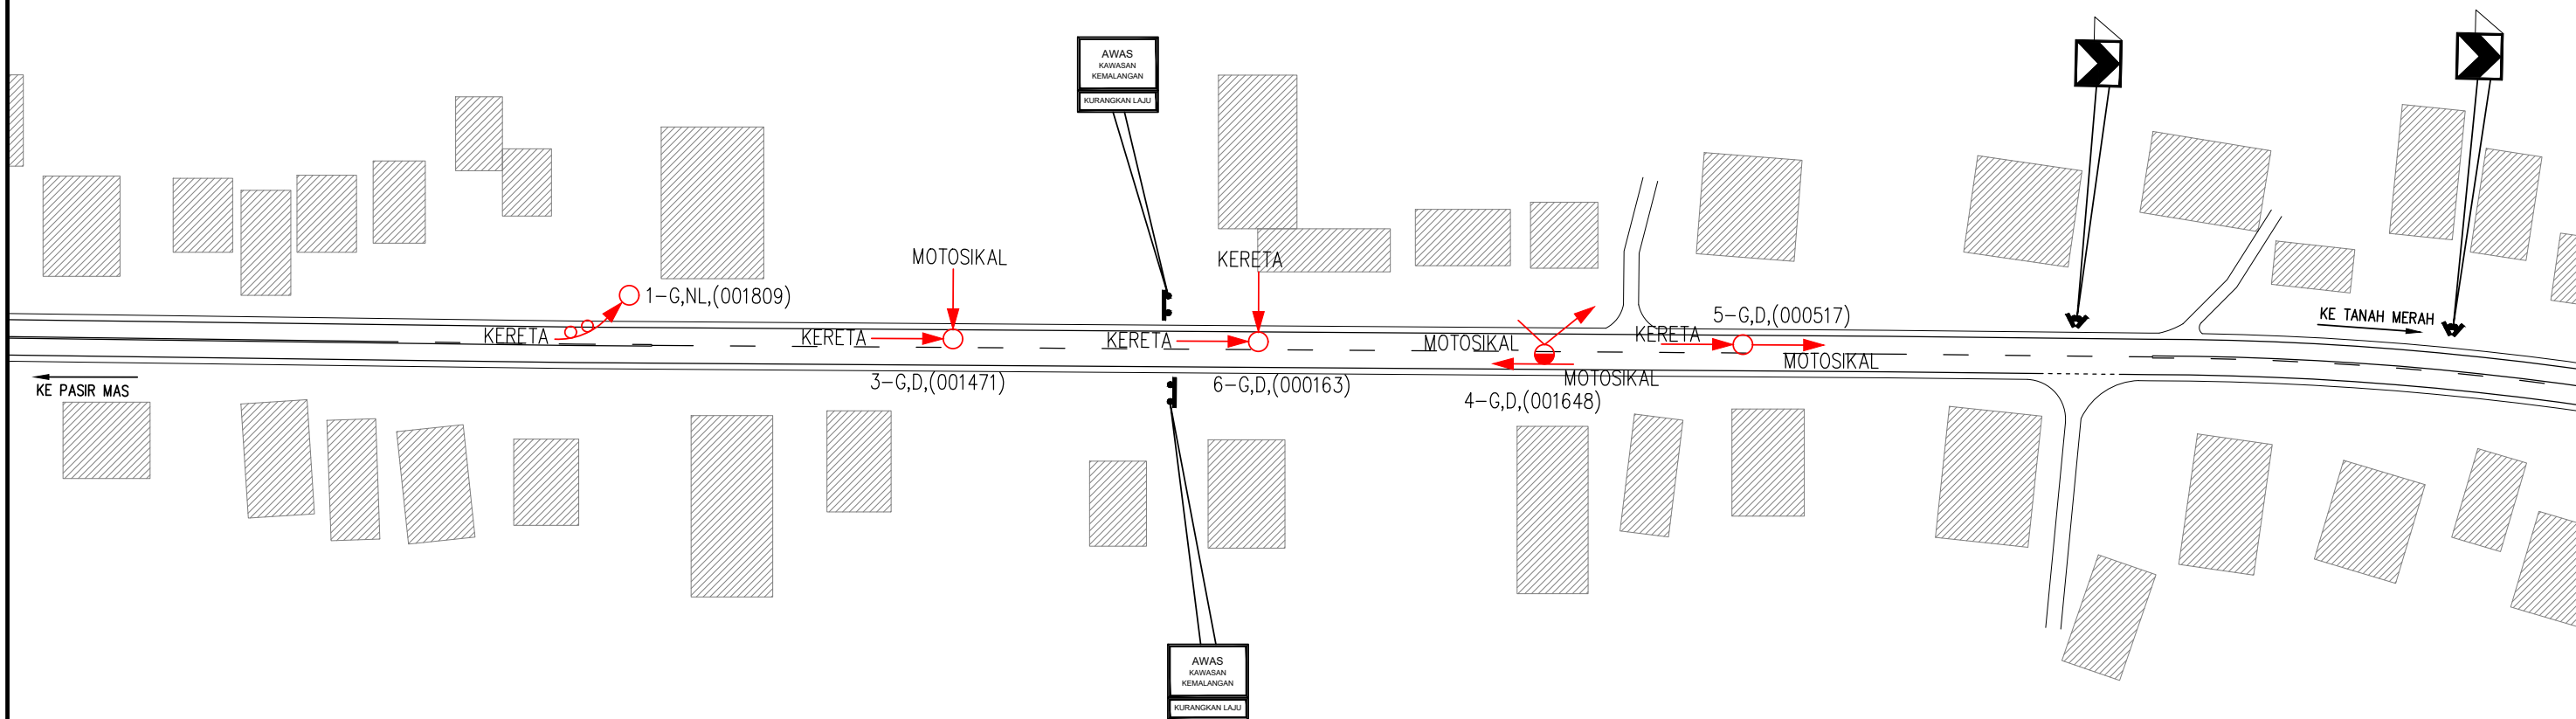 AWAS
KAWASAN
KEMALANGAN
KURANGKAN LAJU
MOTOSIKAL
KERETA
1-G,NL,(001809)
KERETA
KERETA
KERETA
MOTOSIKAL
KERETA
5-G,D,(000517)
MOTOSIKAL
KE TANAH MERAH
KE PASIR MAS
3-G,D,(001471)
6-G,D,(000163)
MOTOSIKAL
4-G,D,(001648)
AWAS
KAWASAN
KEMALANGAN
KURANGKAN LAJU